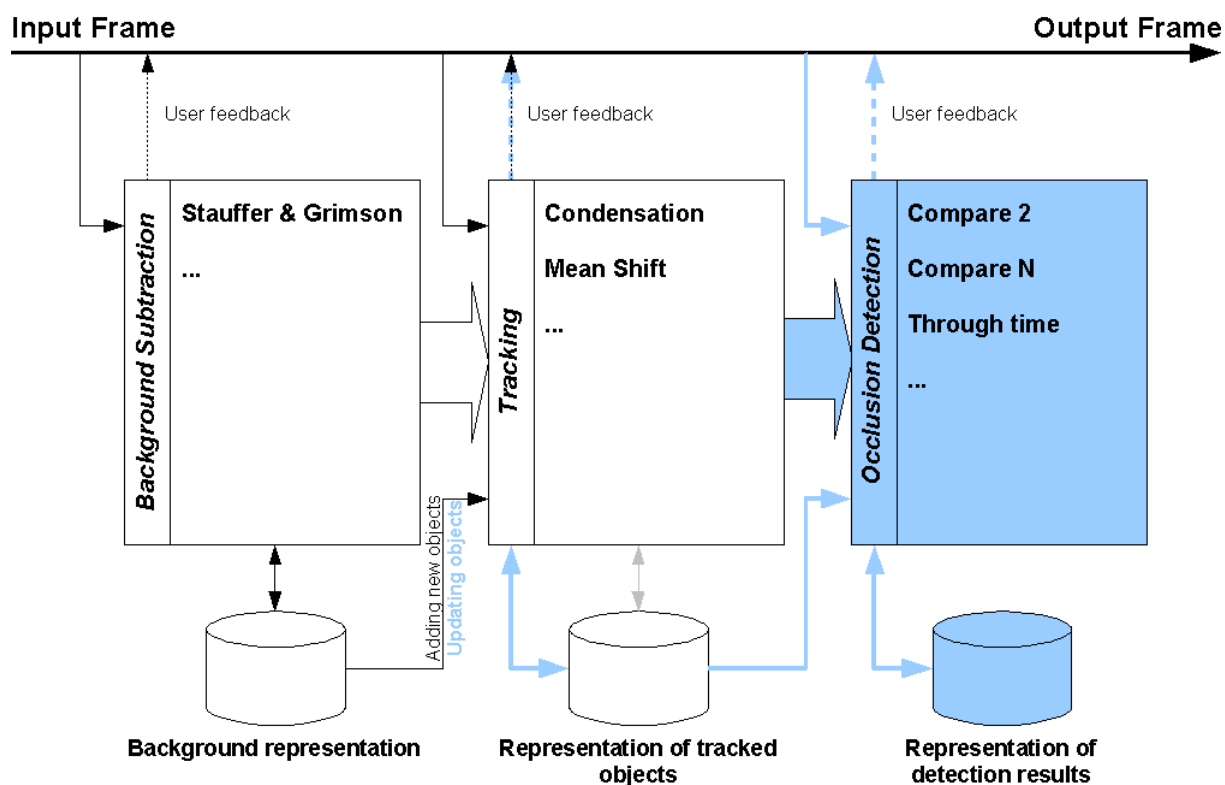 Input Frame
Output Frame
User feedback
User feedback
User feedback
Background Subtraction
Stauffer & Grimson
...
Tracking
Condensation
Mean Shift
...
Occlusion Detection
Compare 2
Compare N
Through time
...
Adding new objects
Updating objects
Background representation
Representation of tracked
objects
Representation of
detection results